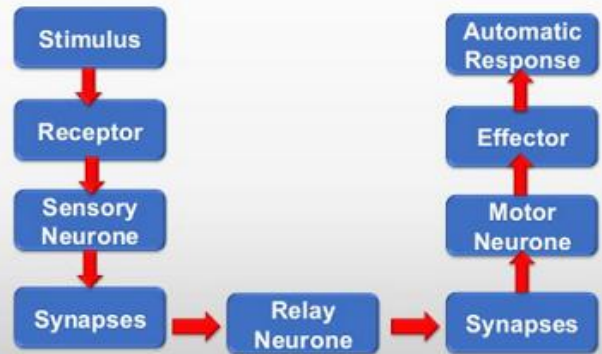 Stimulus
Receptor
Sensory
Neurone
Synapses
Relay
Neurone
Synapses
Motor
Neurone
Effector
Automatic
Response